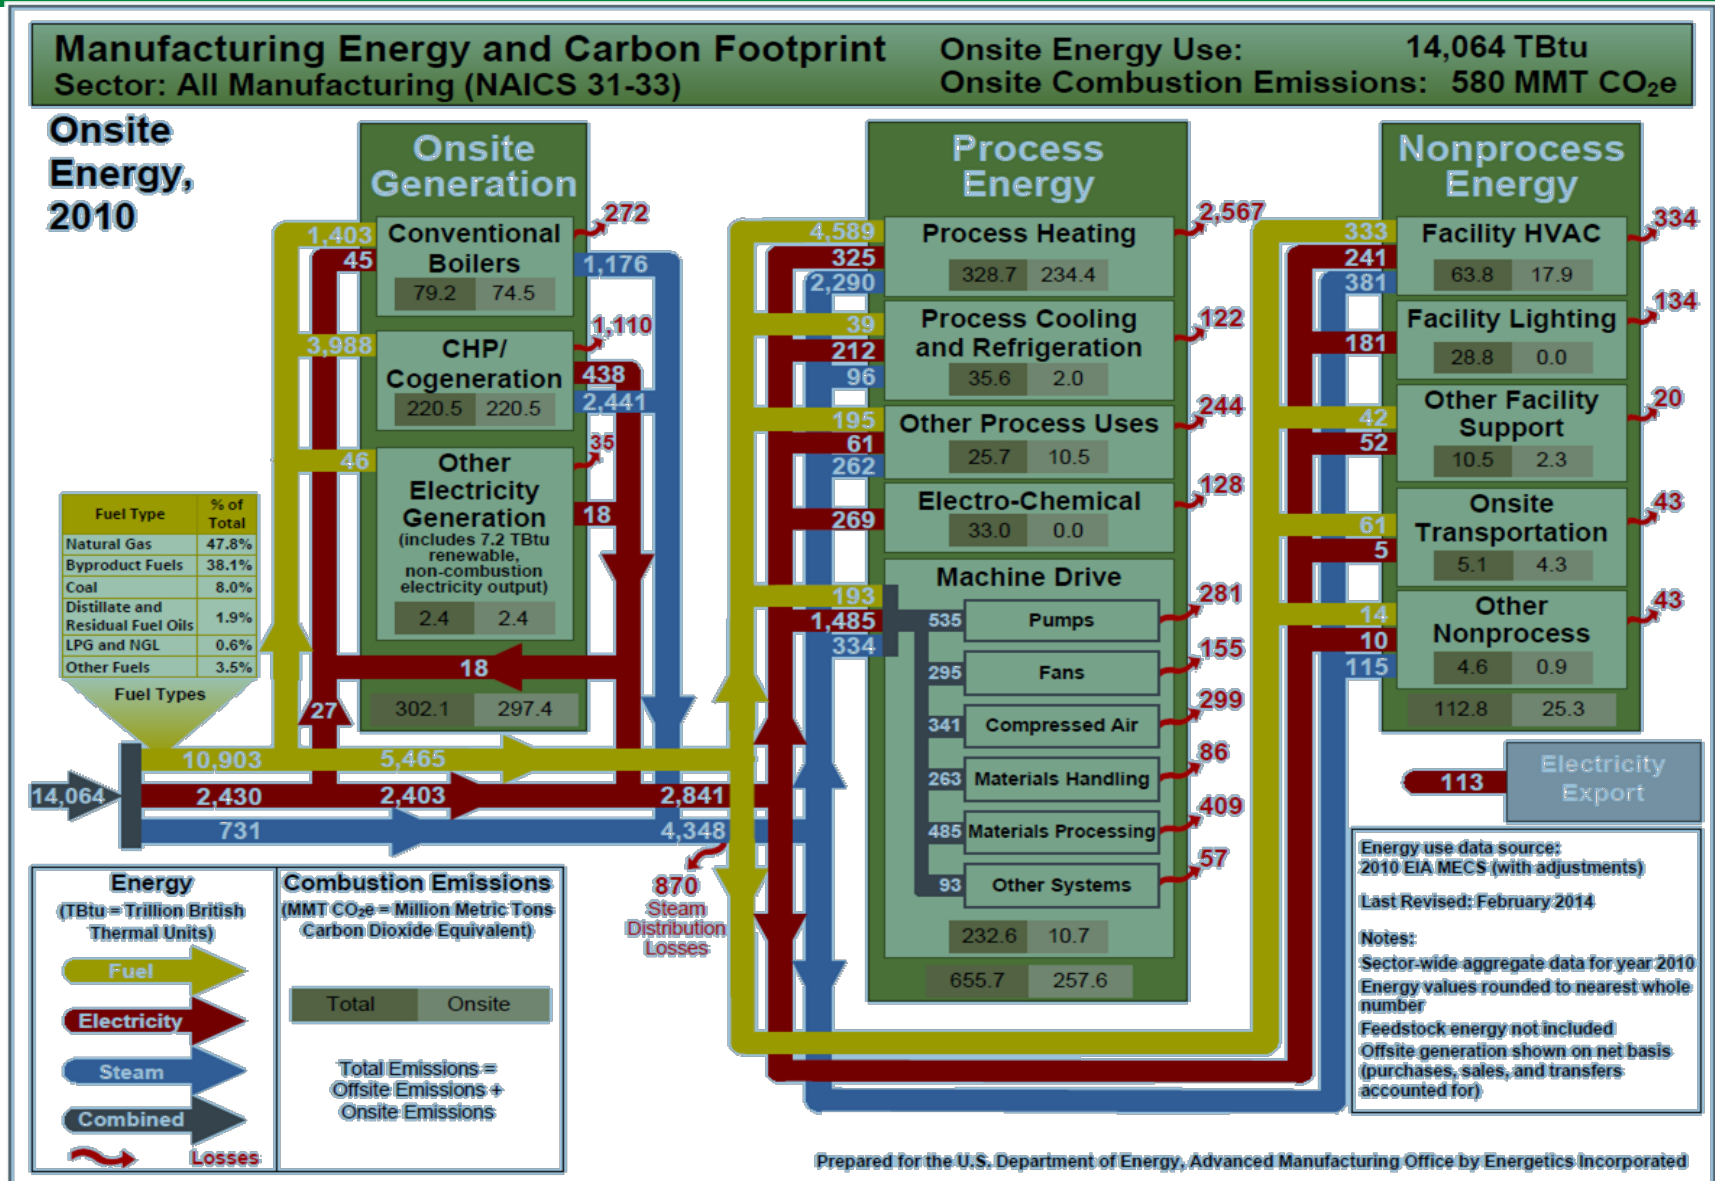 Manufacturing Energy and Carbon Footprint
Sector: All Manufacturing (NAICS 31-33)
Onsite Energy Use: 14,064 TBtu
Onsite Combustion Emissions: 580 MMT CO₂e
Onsite
Energy,
2010
Onsite
Generation
1,403
45
Conventional
Boilers
79.2 74.5
272
1,176
3,988
CHP/
Cogeneration
220.5 220.5
1,110
438
2,441
46
Other
Electricity
Generation
(includes 7.2 TBtu
renewable,
non-combustion
electricity output)
2.4 2.4
35
18
18
302.1 297.4
27
Fuel Type % of
Total
Natural Gas 47.8%
Byproduct Fuels 38.1%
Coal 8.0%
Distillate and
Residual Fuel Oils 1.9%
LPG and NGL 0.6%
Other Fuels 3.5%
Fuel Types
14,064
10,903 5,465
2,430 2,403 2,841
731 4,348
870
Steam
Distribution
Losses
Process
Energy
4,589
325
2,290
Process Heating
328.7 234.4
2,567
39
212
96
Process Cooling
and Refrigeration
35.6 2.0
122
195
61
262
Other Process Uses
25.7 10.5
244
269
Electro-Chemical
33.0 0.0
128
193
1,485
334
Machine Drive
535 Pumps 281
295 Fans 155
341 Compressed Air 299
263 Materials Handling 86
485 Materials Processing 409
93 Other Systems 57
232.6 10.7
655.7 257.6
Nonprocess
Energy
333
241
381
Facility HVAC
63.8 17.9
334
181
Facility Lighting
28.8 0.0
134
42
52
Other Facility
Support
10.5 2.3
20
61
5
Onsite
Transportation
5.1 4.3
43
14
10
115
Other
Nonprocess
4.6 0.9
43
112.8 25.3
113
Electricity
Export
Energy
(TBtu = Trillion British
Thermal Units)
Fuel
Electricity
Steam
Combined
Losses
Combustion Emissions
(MMT CO₂e = Million Metric Tons
Carbon Dioxide Equivalent)
Total Onsite
Total Emissions =
Offsite Emissions +
Onsite Emissions
Energy use data source:
2010 EIA MECS (with adjustments)
Last Revised: February 2014
Notes:
Sector-wide aggregate data for year 2010
Energy values rounded to nearest whole
number
Feedstock energy not included
Offsite generation shown on net basis
(purchases, sales, and transfers
accounted for)
Prepared for the U.S. Department of Energy, Advanced Manufacturing Office by Energetics Incorporated